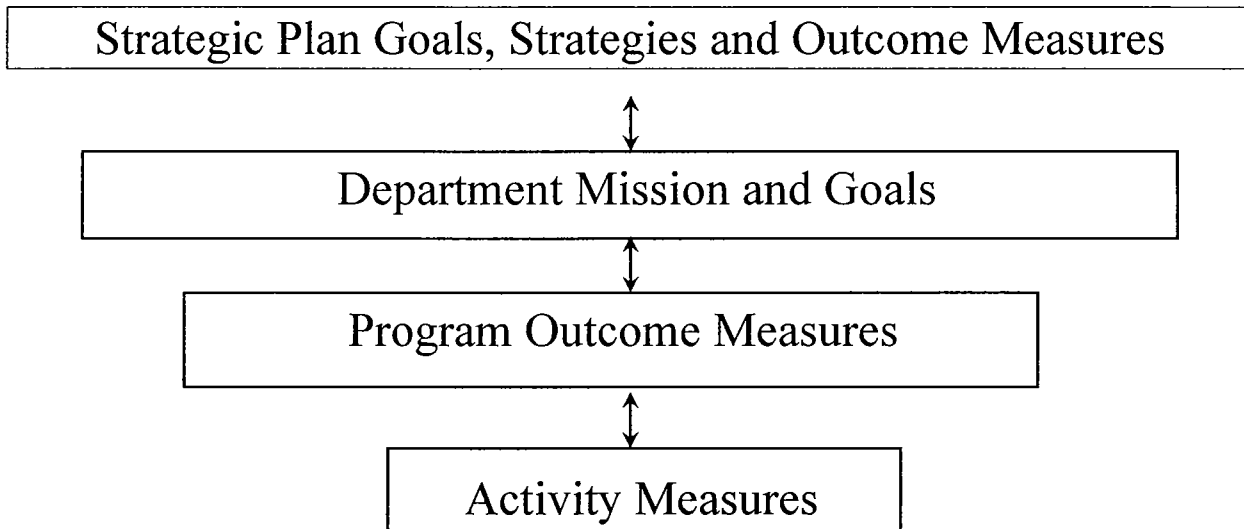 Strategic Plan Goals, Strategies and Outcome Measures
Department Mission and Goals
Program Outcome Measures
Activity Measures